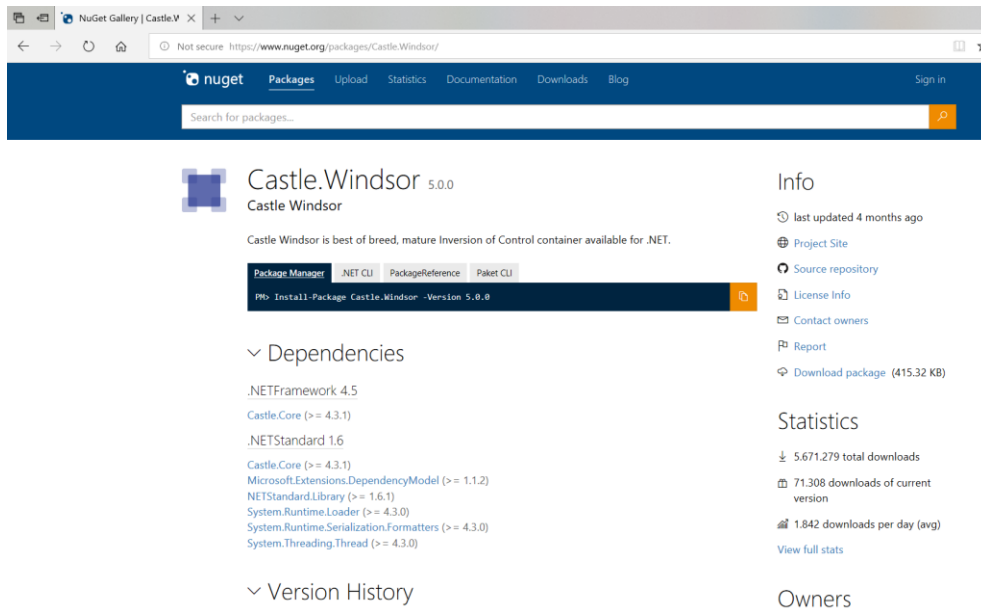 NuGet Gallery | Castle.W
Not secure https://www.nuget.org/packages/Castle.Windsor/
nuget Packages Upload Statistics Documentation Downloads Blog Sign in
Search for packages...
Castle.Windsor 5.0.0
Castle Windsor
Castle Windsor is best of breed, mature Inversion of Control container available for .NET.
Package Manager .NET CLI PackageReference Paket CLI
PM> Install-Package Castle.Windsor -Version 5.0.0
Dependencies
.NETFramework 4.5
Castle.Core (>= 4.3.1)
.NETStandard 1.6
Castle.Core (>= 4.3.1)
Microsoft.Extensions.DependencyModel (>= 1.1.2)
NETStandard.Library (>= 1.6.1)
System.Runtime.Loader (>= 4.3.0)
System.Runtime.Serialization.Formatters (>= 4.3.0)
System.Threading.Thread (>= 4.3.0)
Version History
Info
last updated 4 months ago
Project Site
Source repository
License Info
Contact owners
Report
Download package (415.32 KB)
Statistics
5.671.279 total downloads
71.308 downloads of current
version
1.842 downloads per day (avg)
View full stats
Owners